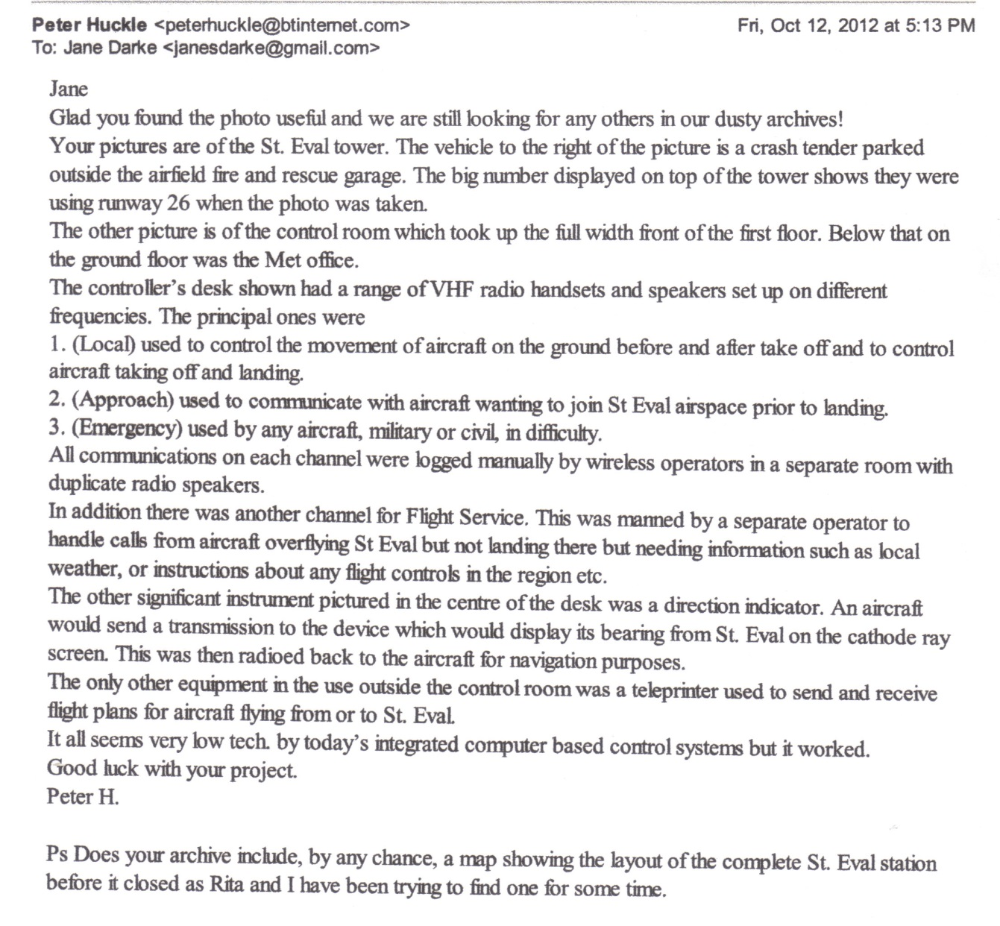 Peter Huckle <peterhuckle@btinternet.com> Fri, Oct 12, 2012 at 5:13 PM
To: Jane Darke <janesdarke@gmail.com>
Jane
Glad you found the photo useful and we are still looking for any others in our dusty archives!
Your pictures are of the St. Eval tower. The vehicle to the right of the picture is a crash tender parked
outside the airfield fire and rescue garage. The big number displayed on top of the tower shows they were
using runway 26 when the photo was taken.
The other picture is of the control room which took up the full width front of the first floor. Below that on
the ground floor was the Met office.
The controller's desk shown had a range of VHF radio handsets and speakers set up on different
frequencies. The principal ones were
1. (Local) used to control the movement of aircraft on the ground before and after take off and to control
aircraft taking off and landing.
2. (Approach) used to communicate with aircraft wanting to join St Eval airspace prior to landing.
3. (Emergency) used by any aircraft, military or civil, in difficulty.
All communications on each channel were logged manually by wireless operators in a separate room with
duplicate radio speakers.
In addition there was another channel for Flight Service. This was manned by a separate operator to
handle calls from aircraft overflying St Eval but not landing there but needing information such as local
weather, or instructions about any flight controls in the region etc.
The other significant instrument pictured in the centre of the desk was a direction indicator. An aircraft
would send a transmission to the device which would display its bearing from St. Eval on the cathode ray
screen. This was then radioed back to the aircraft for navigation purposes.
The only other equipment in the use outside the control room was a teleprinter used to send and receive
flight plans for aircraft flying from or to St. Eval.
It all seems very low tech. by today's integrated computer based control systems but it worked.
Good luck with your project.
Peter H.
Ps Does your archive include, by any chance, a map showing the layout of the complete St. Eval station
before it closed as Rita and I have been trying to find one for some time.